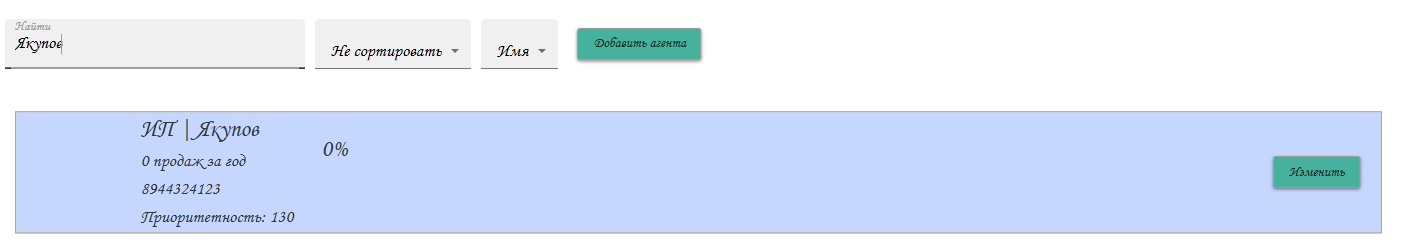 Найти
Якупов
Не сортировать
Имя
Добавить агента
ИП | Якупов
0%
0 продаж за год
8944324123
Приоритетность: 130
Изменить